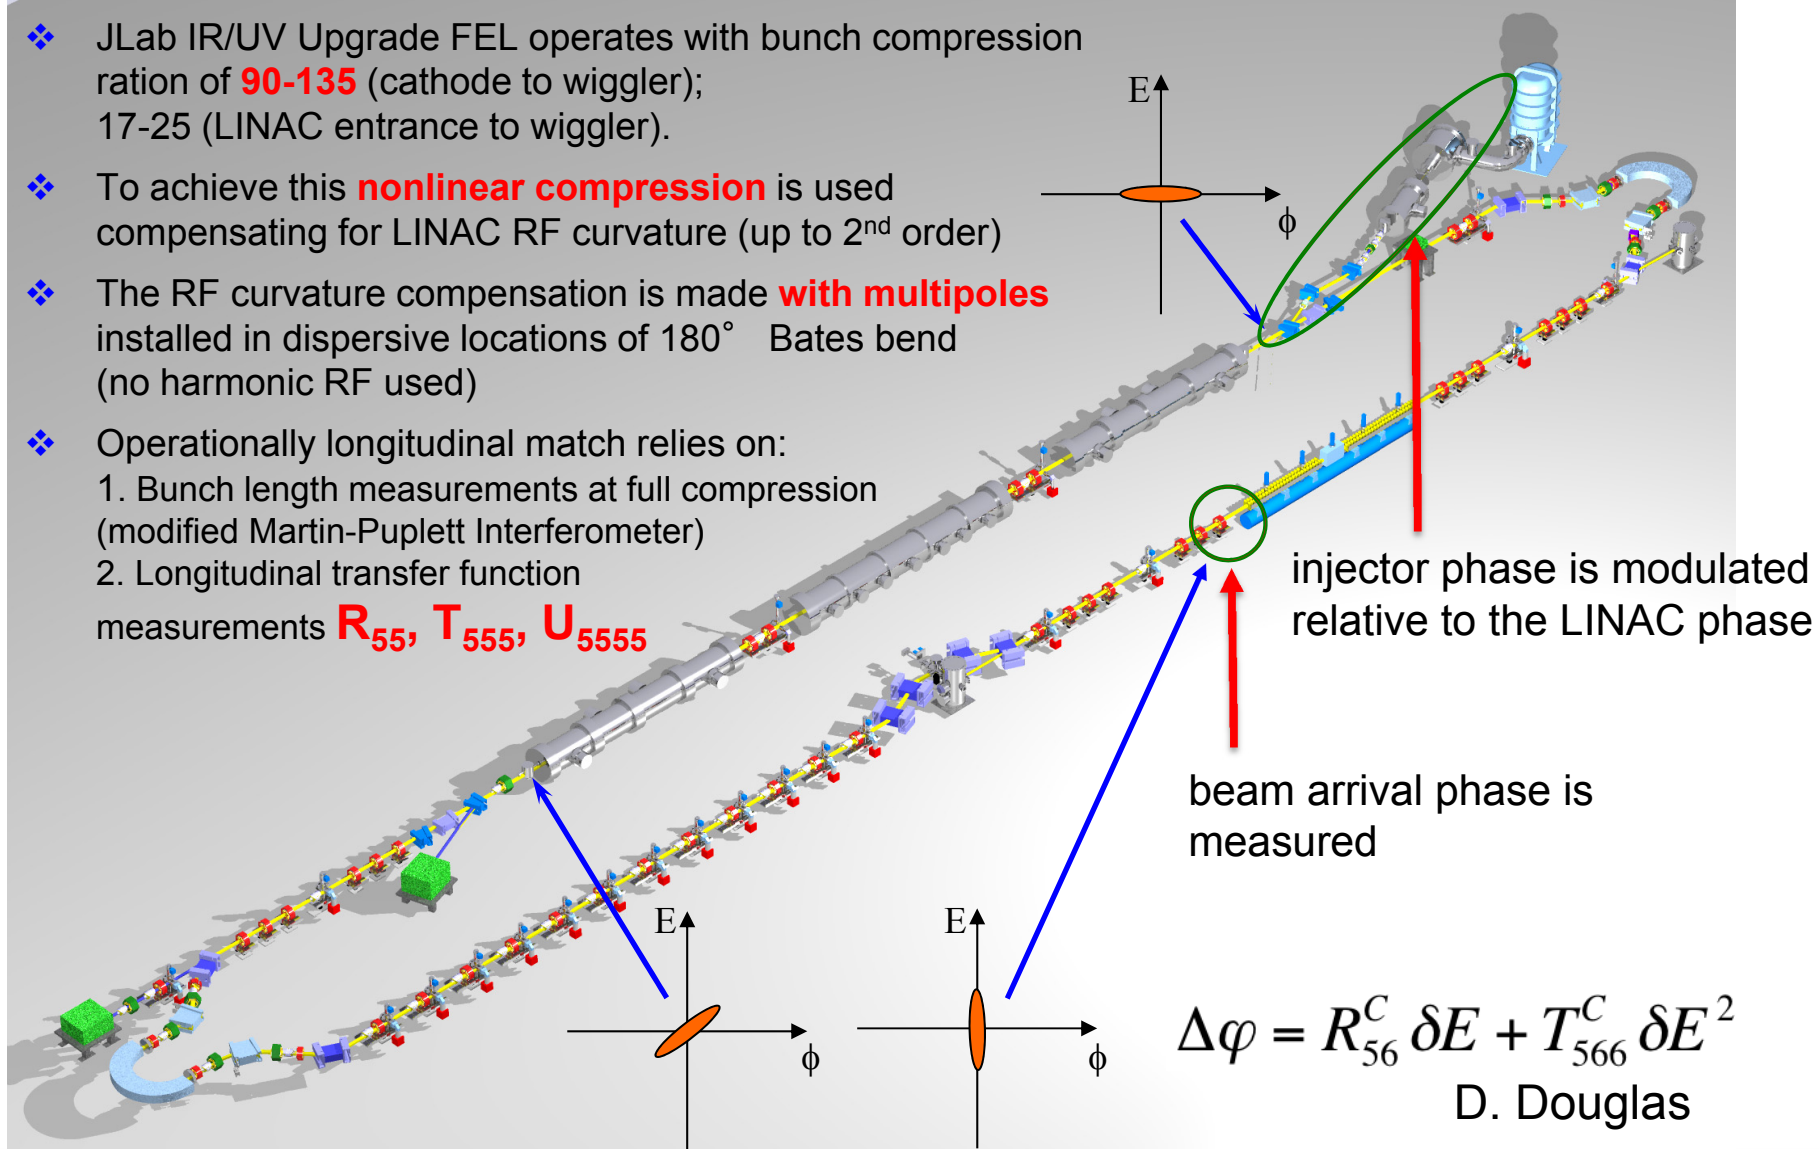 ❖ JLab IR/UV Upgrade FEL operates with bunch compression
ration of 90-135 (cathode to wiggler);
17-25 (LINAC entrance to wiggler).
❖ To achieve this nonlinear compression is used
compensating for LINAC RF curvature (up to 2nd order)
❖ The RF curvature compensation is made with multipoles
installed in dispersive locations of 180° Bates bend
(no harmonic RF used)
❖ Operationally longitudinal match relies on:
1. Bunch length measurements at full compression
(modified Martin-Puplett Interferometer)
2. Longitudinal transfer function
measurements R55, T555, U5555
E
ϕ
injector phase is modulated
relative to the LINAC phase
beam arrival phase is
measured
E
ϕ
E
ϕ
Δφ = R56^C δE + T566^C δE^2
D. Douglas